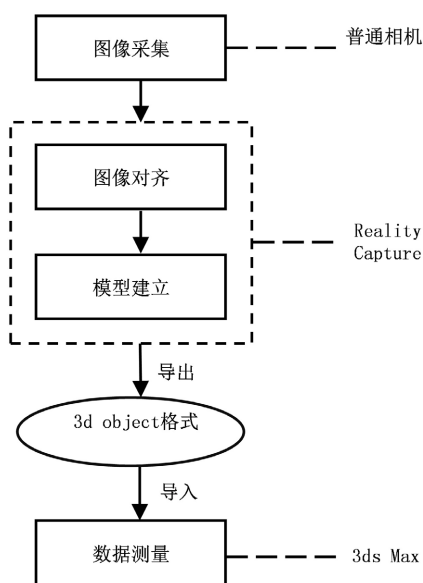 图像采集
普通相机
图像对齐
Reality
Capture
模型建立
导出
3d object格式
导入
数据测量
3ds Max